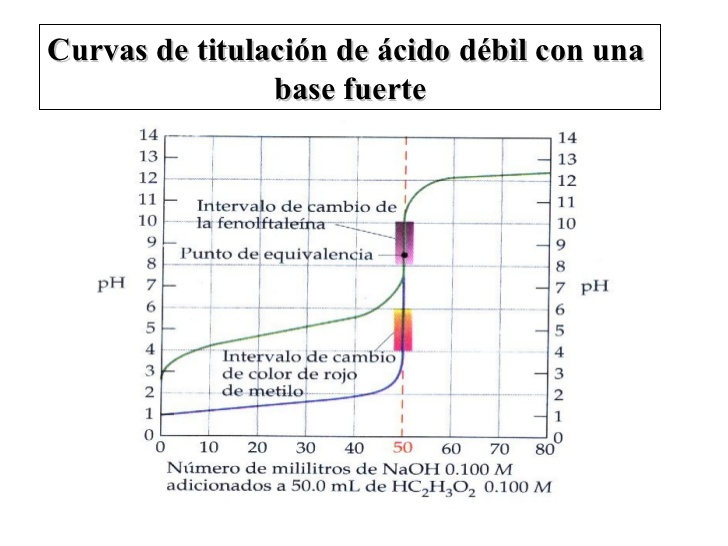 Curvas de titulación de ácido débil con una
base fuerte
14
13
12
11
10
9
8
7
6
5
4
3
2
1
0
pH
Intervalo de cambio de
la fenolftaleína
Punto de equivalencia
Intervalo de cambio
de color de rojo
de metilo
14
13
12
11
10
9
8
7
6
5
4
3
2
1
0
pH
0 10 20 30 40 50 60 70 80
Número de mililitros de NaOH 0.100 M
adicionados a 50.0 mL de HC₂H₃O₂ 0.100 M